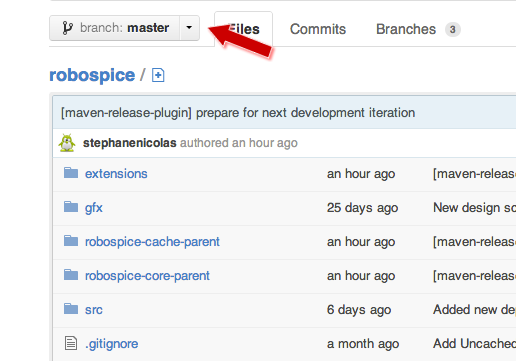 branch: master Files Commits Branches 3
robospice /
[maven-release-plugin] prepare for next development iteration
stephanenicolas authored an hour ago
extensions an hour ago [maven-releas
gfx 25 days ago New design sc
robospice-cache-parent an hour ago [maven-releas
robospice-core-parent an hour ago [maven-releas
src 6 days ago Added new dep
.gitignore a month ago Add Uncached